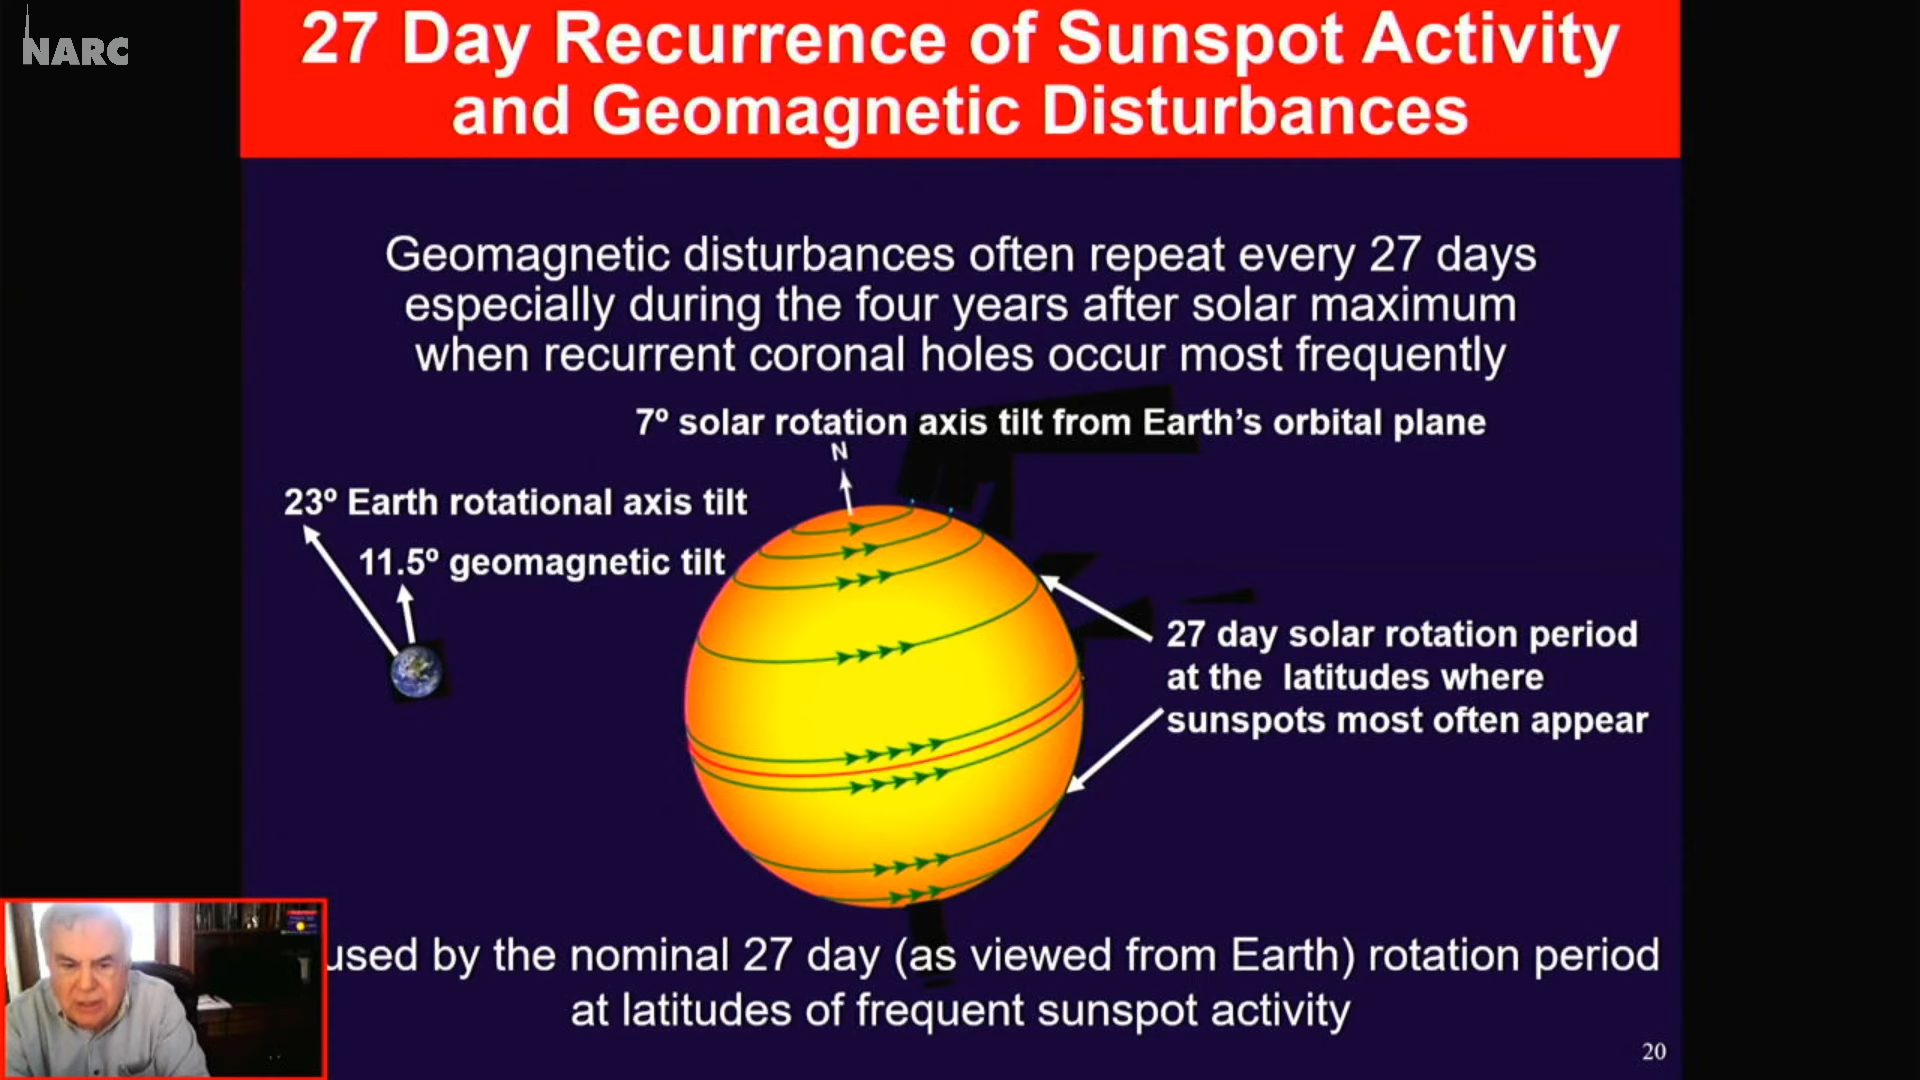 NARC
27 Day Recurrence of Sunspot Activity
and Geomagnetic Disturbances
Geomagnetic disturbances often repeat every 27 days
especially during the four years after solar maximum
when recurrent coronal holes occur most frequently
7º solar rotation axis tilt from Earth’s orbital plane
N
23º Earth rotational axis tilt
11.5º geomagnetic tilt
27 day solar rotation period
at the latitudes where
sunspots most often appear
used by the nominal 27 day (as viewed from Earth) rotation period
at latitudes of frequent sunspot activity
20